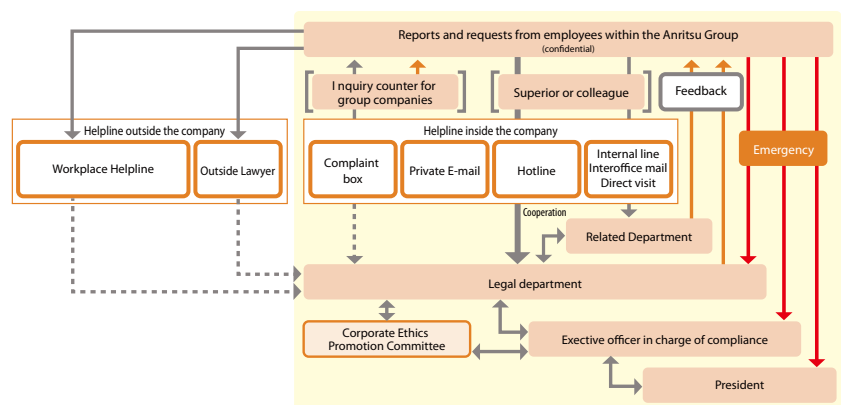 Reports and requests from employees within the Anritsu Group
(confidential)
I nquiry counter for
group companies
Superior or colleague
Feedback
Helpline outside the company
Helpline inside the company
Emergency
Workplace Helpline
Outside Lawyer
Complaint
box
Private E-mail
Hotline
Internal line
Interoffice mail
Direct visit
Cooperation
Related Department
Legal department
Corporate Ethics
Promotion Committee
Exective officer in charge of compliance
President